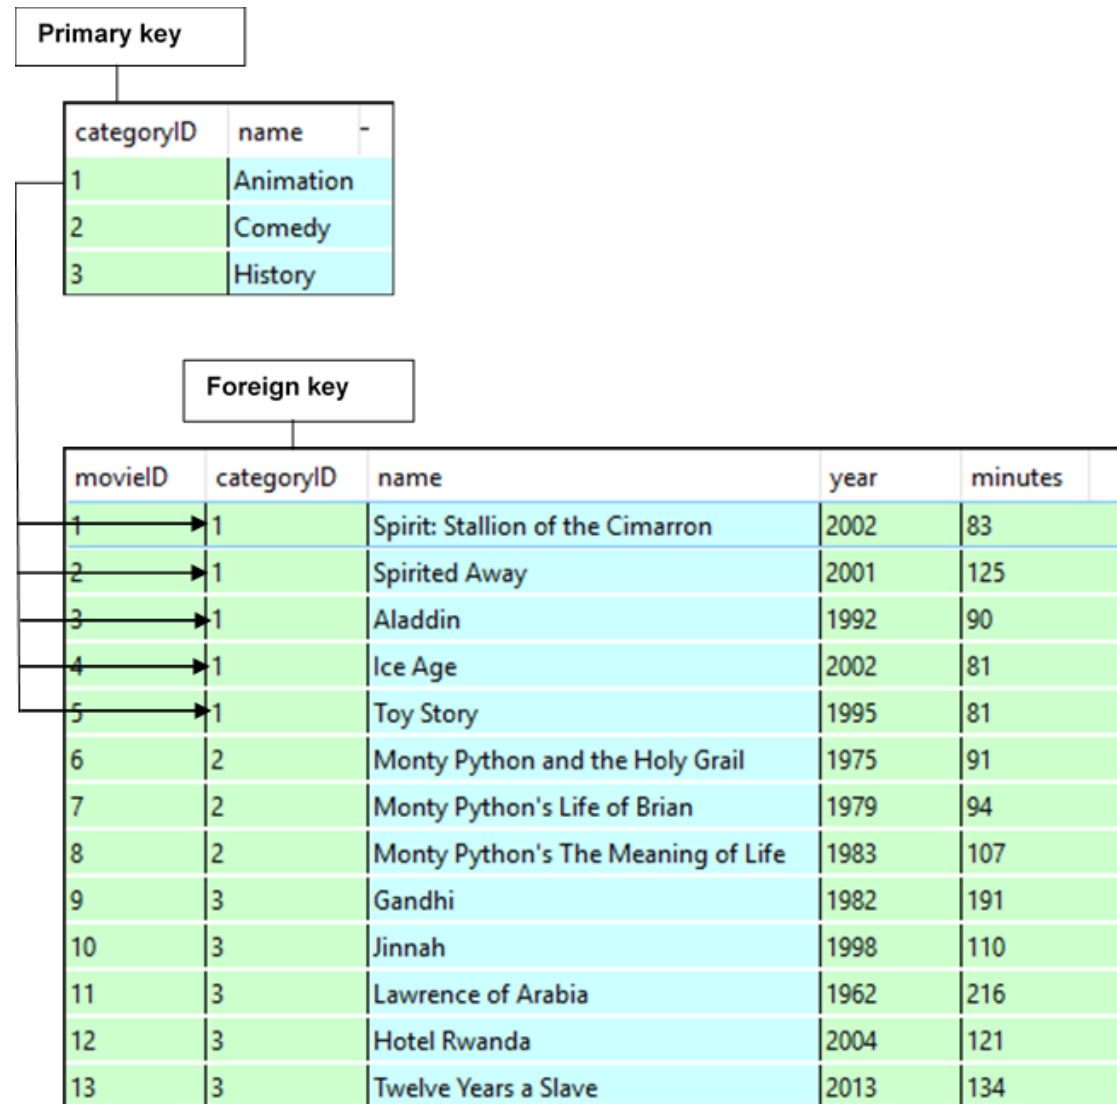 Primary key
categoryID name -
1 Animation
2 Comedy
3 History
Foreign key
movieID categoryID name year minutes
1 1 Spirit: Stallion of the Cimarron 2002 83
2 1 Spirited Away 2001 125
3 1 Aladdin 1992 90
4 1 Ice Age 2002 81
5 1 Toy Story 1995 81
6 2 Monty Python and the Holy Grail 1975 91
7 2 Monty Python's Life of Brian 1979 94
8 2 Monty Python's The Meaning of Life 1983 107
9 3 Gandhi 1982 191
10 3 Jinnah 1998 110
11 3 Lawrence of Arabia 1962 216
12 3 Hotel Rwanda 2004 121
13 3 Twelve Years a Slave 2013 134